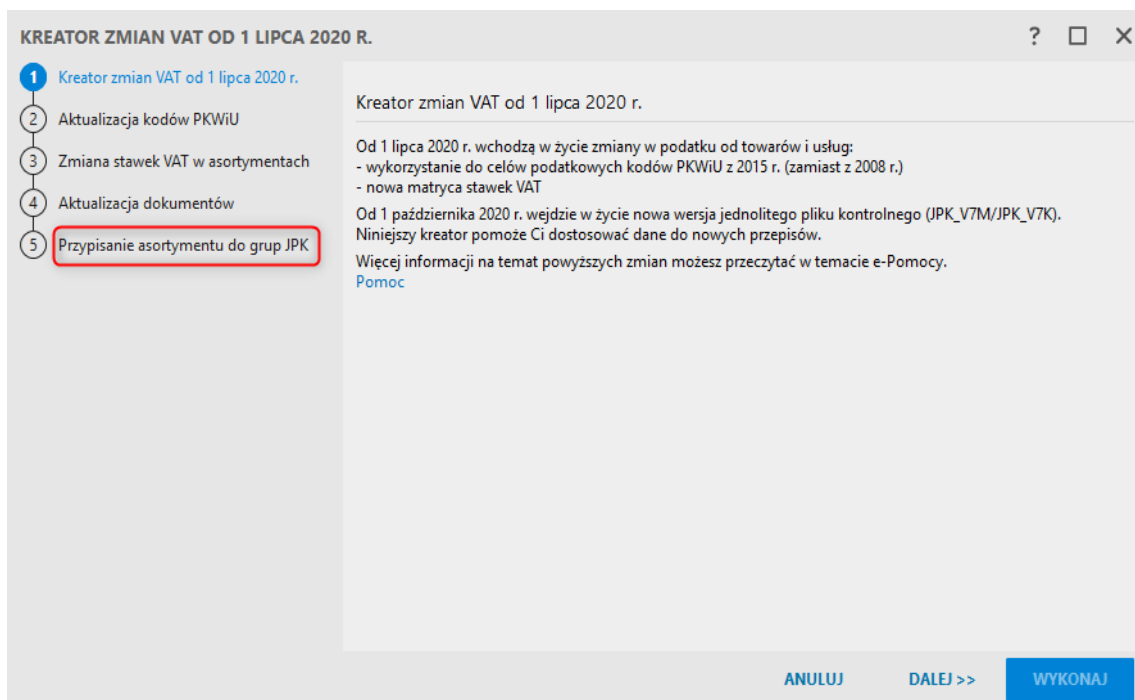 KREATOR ZMIAN VAT OD 1 LIPCA 2020 R.
?
1 Kreator zmian VAT od 1 lipca 2020 r.
2 Aktualizacja kodów PKWiU
3 Zmiana stawek VAT w asortymentach
4 Aktualizacja dokumentów
5 Przypisanie asortymentu do grup JPK
Kreator zmian VAT od 1 lipca 2020 r.
Od 1 lipca 2020 r. wchodzą w życie zmiany w podatku od towarów i usług:
- wykorzystanie do celów podatkowych kodów PKWiU z 2015 r. (zamiast z 2008 r.)
- nowa matryca stawek VAT
Od 1 października 2020 r. wejdzie w życie nowa wersja jednolitego pliku kontrolnego (JPK_V7M/JPK_V7K).
Niniejszy kreator pomoże Ci dostosować dane do nowych przepisów.
Więcej informacji na temat powyższych zmian możesz przeczytać w temacie e-Pomocy.
Pomoc
ANULUJ DALEJ >> WYKONAJ